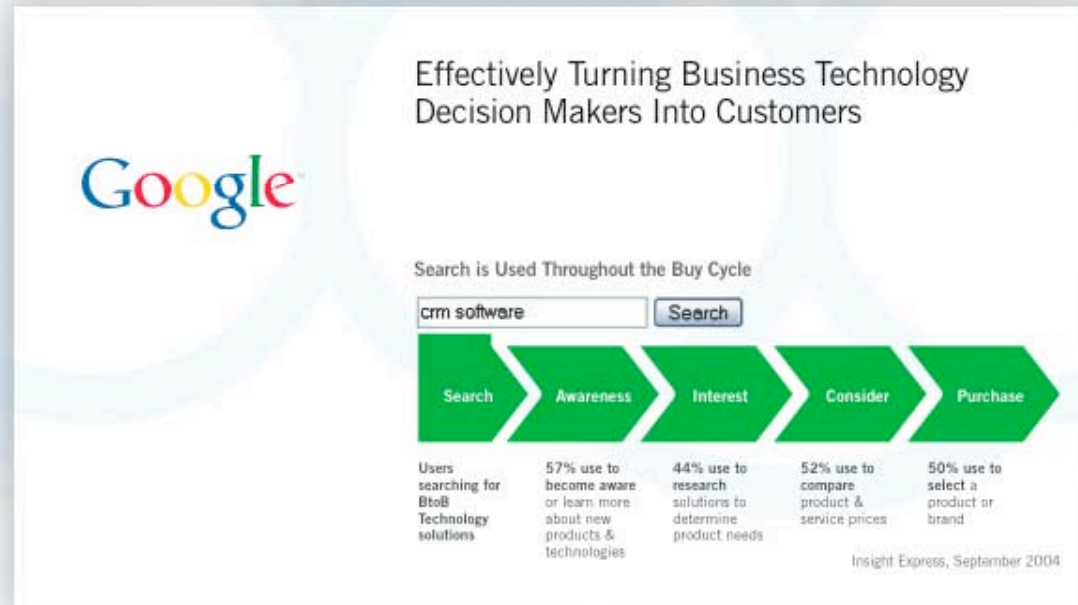 Effectively Turning Business Technology
Decision Makers Into Customers
Google
Search is Used Throughout the Buy Cycle
crm software
Search
Search
Awareness
Interest
Consider
Purchase
Users
searching for
BtoB
Technology
solutions
57% use to
become aware
or learn more
about new
products &
technologies
44% use to
research
solutions to
determine
product needs
52% use to
compare
product &
service prices
50% use to
select a
product or
brand
Insight Express, September 2004